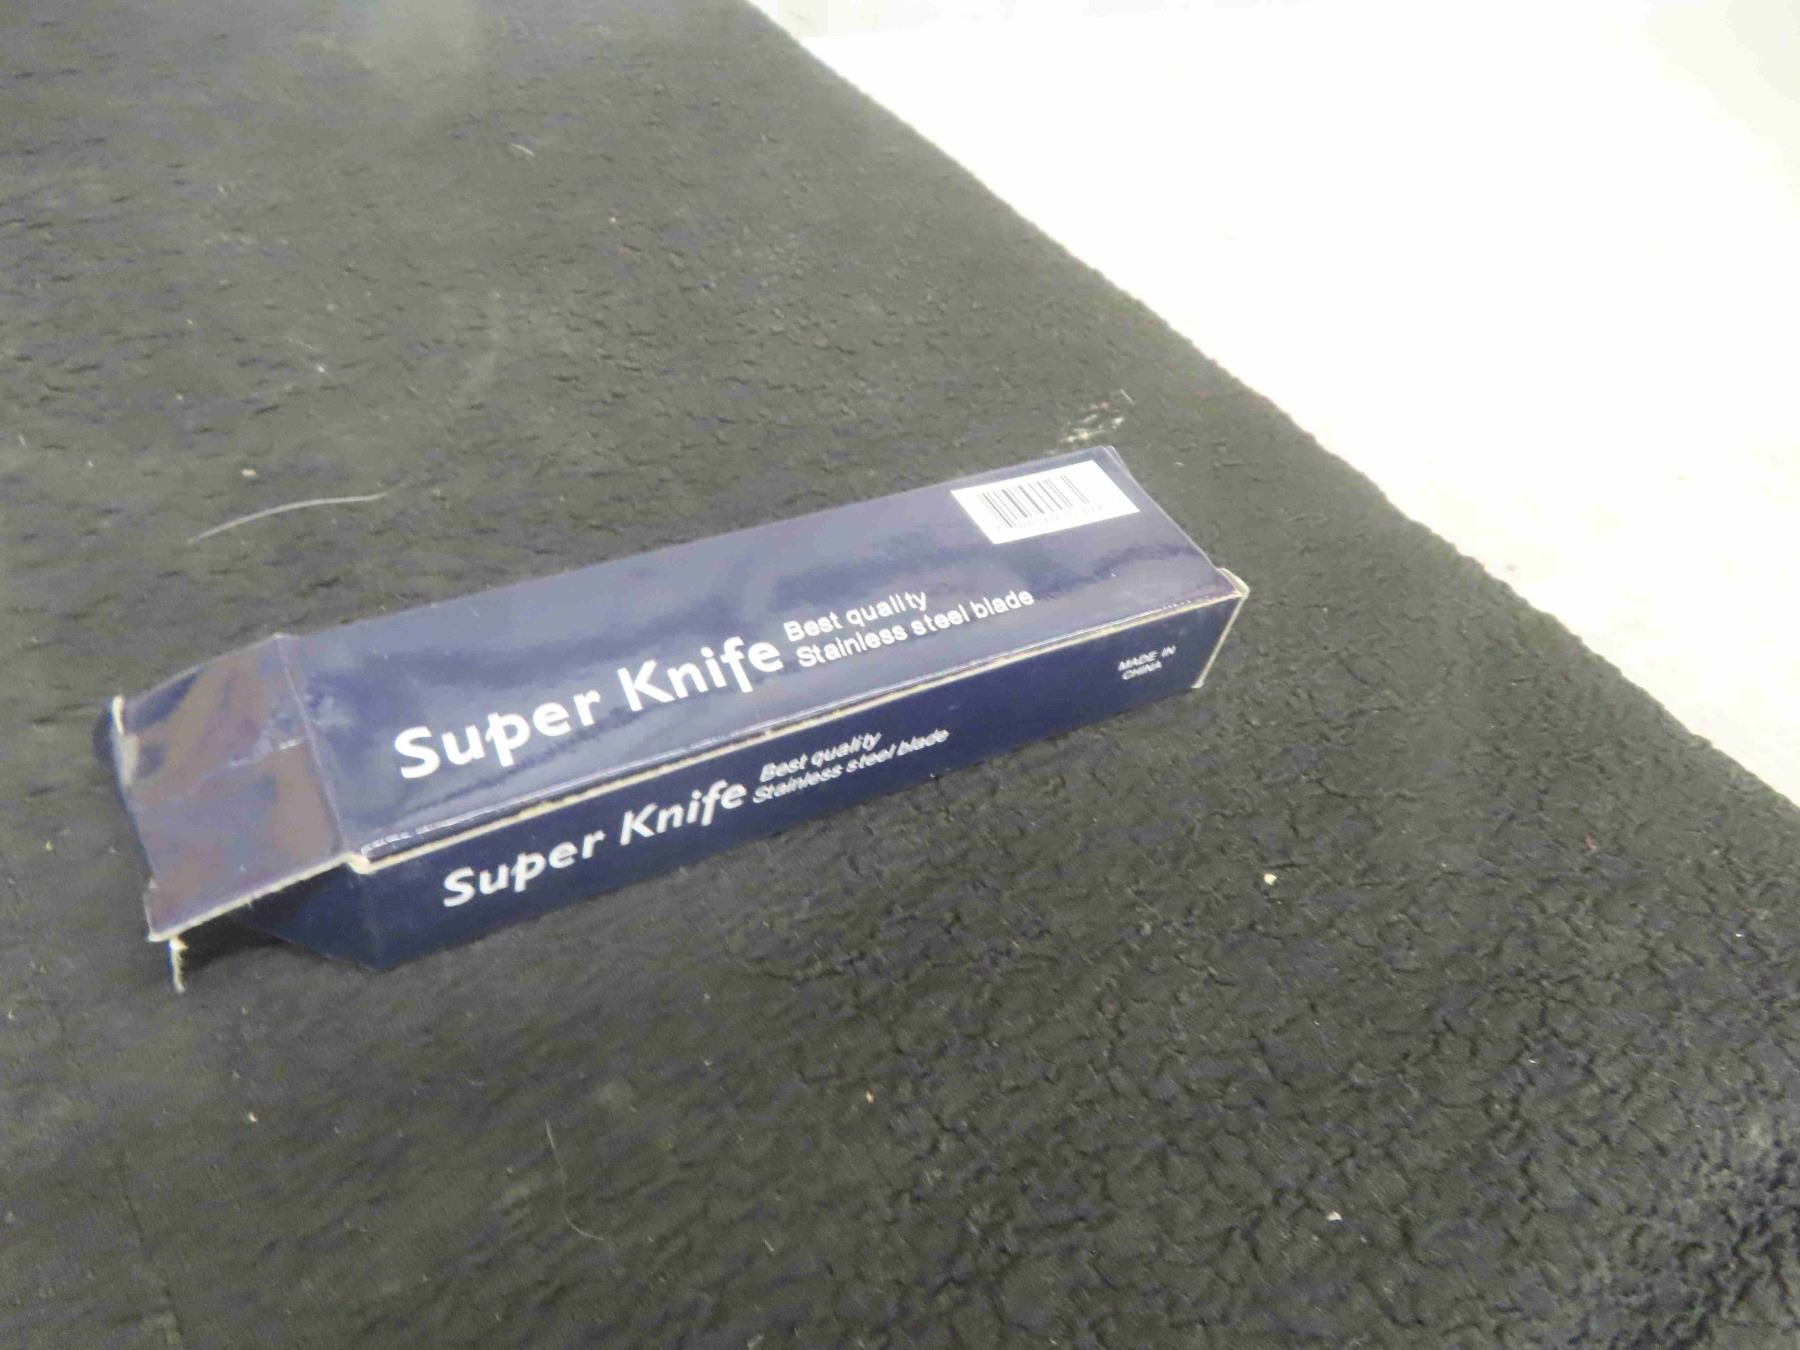 Super Knife
Best quality
Stainless steel blade
Super Knife
Best quality
Stainless steel blade
MADE IN
CHINA